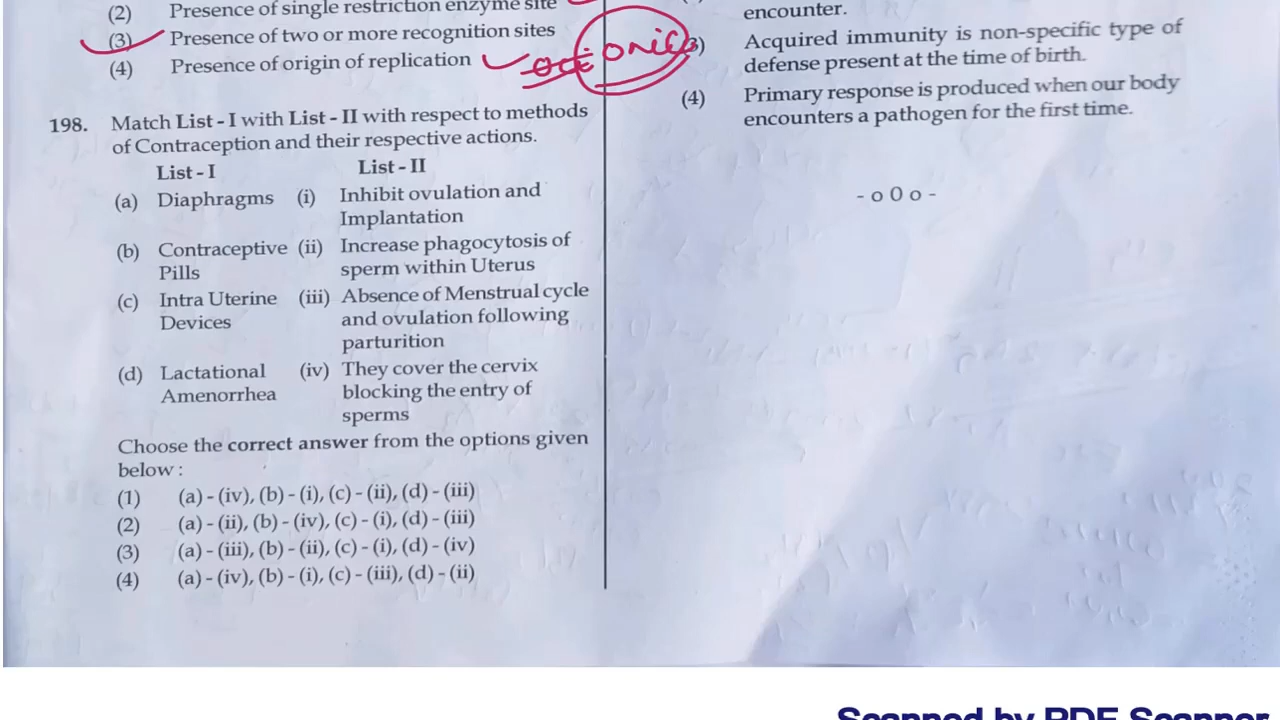 (2) Presence of single restriction enzyme site
(3) Presence of two or more recognition sites
(4) Presence of origin of replication
198. Match List - I with List - II with respect to methods
of Contraception and their respective actions.
List - I List - II
(a) Diaphragms (i) Inhibit ovulation and
Implantation
(b) Contraceptive (ii) Increase phagocytosis of
Pills sperm within Uterus
(c) Intra Uterine (iii) Absence of Menstrual cycle
Devices and ovulation following
parturition
(d) Lactational (iv) They cover the cervix
Amenorrhea blocking the entry of
sperms
Choose the correct answer from the options given
below :
(1) (a) - (iv), (b) - (i), (c) - (ii), (d) - (iii)
(2) (a) - (ii), (b) - (iv), (c) - (i), (d) - (iii)
(3) (a) - (iii), (b) - (ii), (c) - (i), (d) - (iv)
(4) (a) - (iv), (b) - (i), (c) - (iii), (d) - (ii)
encounter.
(3) Acquired immunity is non-specific type of
defense present at the time of birth.
(4) Primary response is produced when our body
encounters a pathogen for the first time.
- o 0 o -
Scanned by PDF Scanner